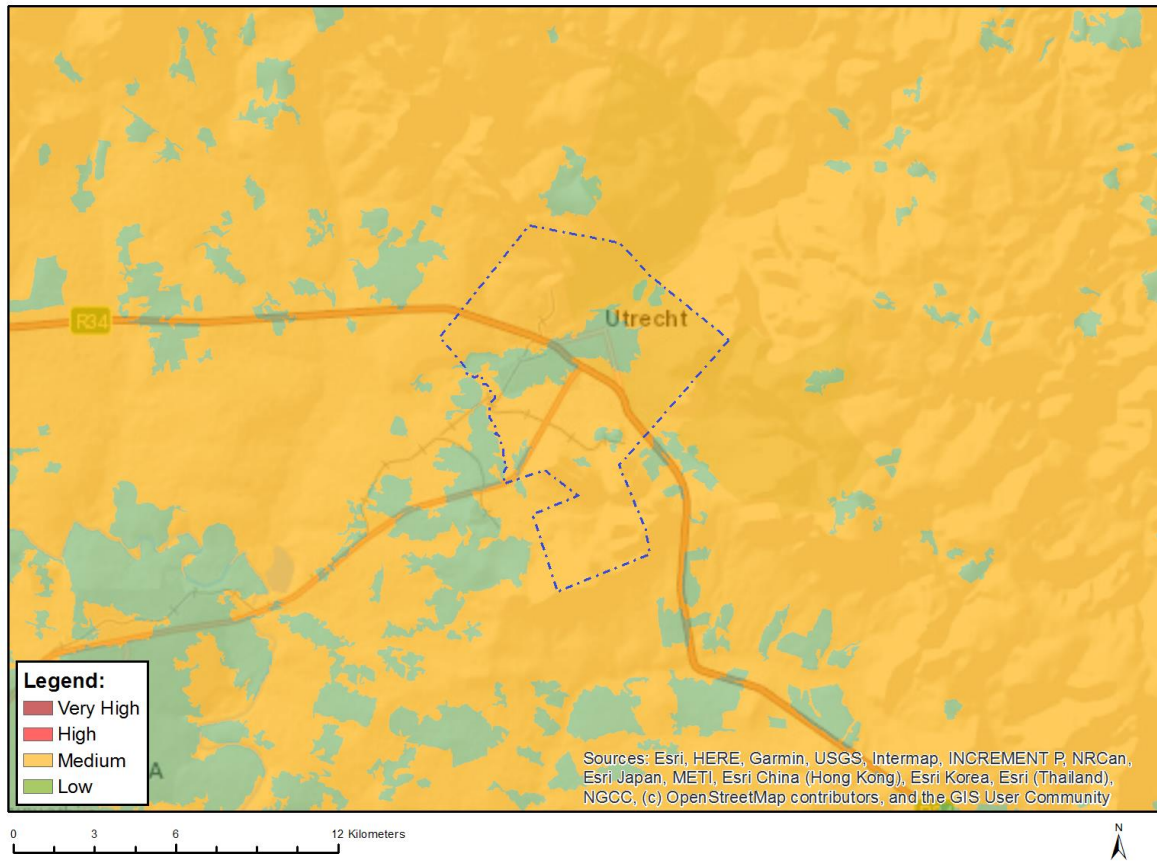 R34
Utrecht
Legend:
Very High
High
Medium
Low
A
Sources: Esri, HERE, Garmin, USGS, Intermap, INCREMENT P, NRCan,
Esri Japan, METI, Esri China (Hong Kong), Esri Korea, Esri (Thailand),
NGCC, (c) OpenStreetMap contributors, and the GIS User Community
0 3 6 12 Kilometers
N